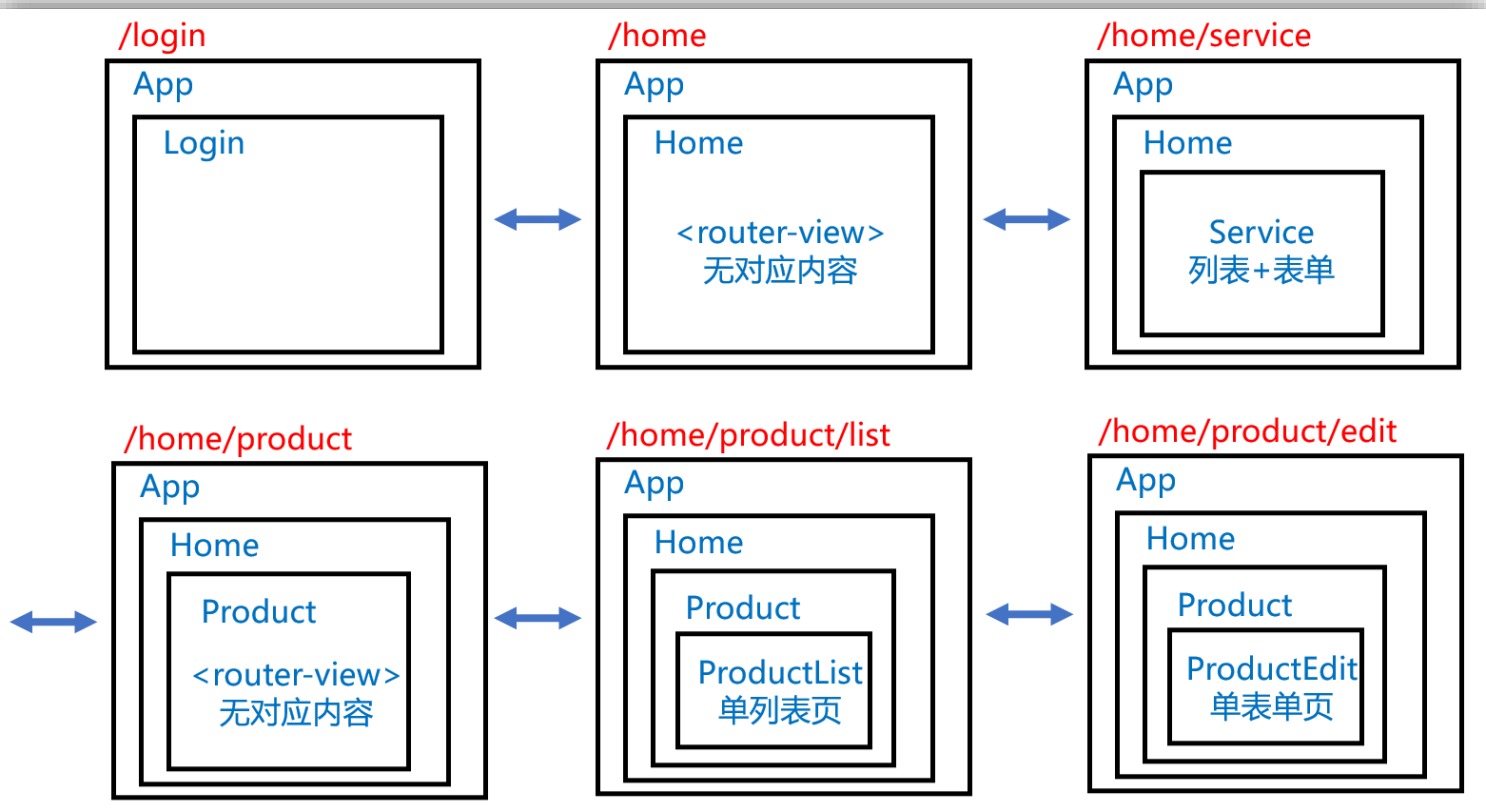 /login
App
Login
/home
App
Home
<router-view>
无对应内容
/home/service
App
Home
Service
列表+表单
/home/product
App
Home
Product
<router-view>
无对应内容
/home/product/list
App
Home
Product
ProductList
单列表页
/home/product/edit
App
Home
Product
ProductEdit
单表单页